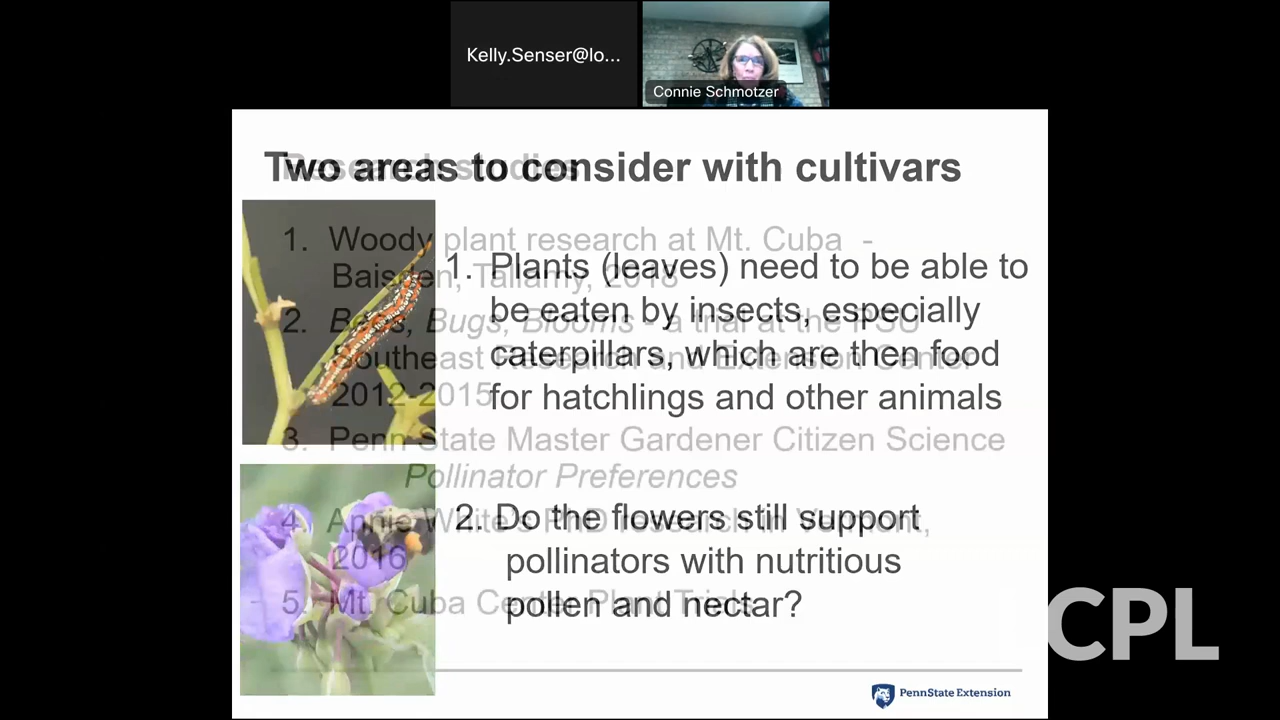 Kelly.Senser@lo...
Connie Schmotzer
Two areas to consider with cultivars
1. Plants (leaves) need to be able to
be eaten by insects, especially
caterpillars, which are then food
for hatchlings and other animals
2. Do the flowers still support
pollinators with nutritious
pollen and nectar?
Research studies
1. Woody plant research at Mt. Cuba -
Baisden, Tallamy, 2018
2. Bees, Bugs, Blooms - a trial at the PSU
Southeast Research and Extension Center
2012-2015
3. Penn State Master Gardener Citizen Science
Pollinator Preferences
4. Annie White's PhD research in Vermont,
2016
5. Mt. Cuba Center Plant Trials
CPL
PennState Extension